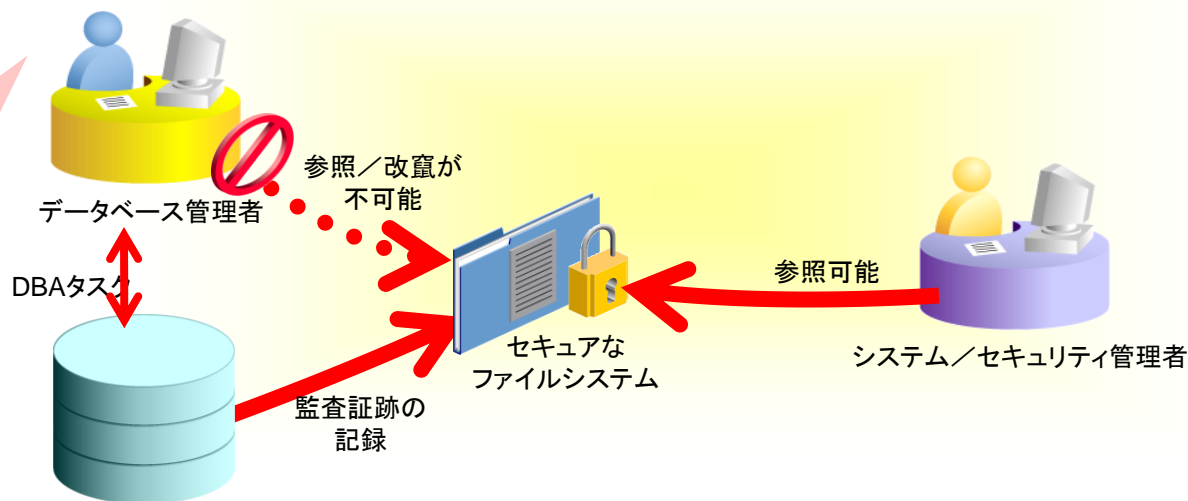 参照／改竄が
不可能
データベース管理者
DBAタスク
参照可能
セキュアな
ファイルシステム
システム／セキュリティ管理者
監査証跡の
記録